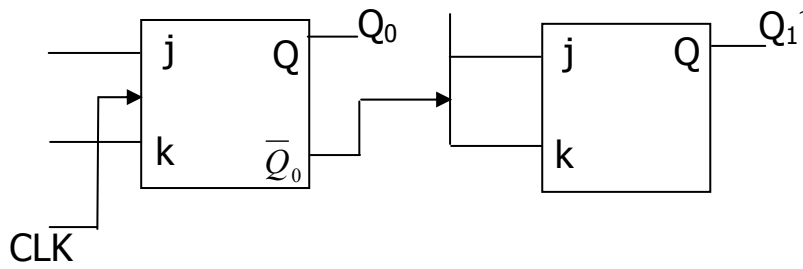 j Q Q₀
k Q̅₀
CLK
j Q Q₁
k